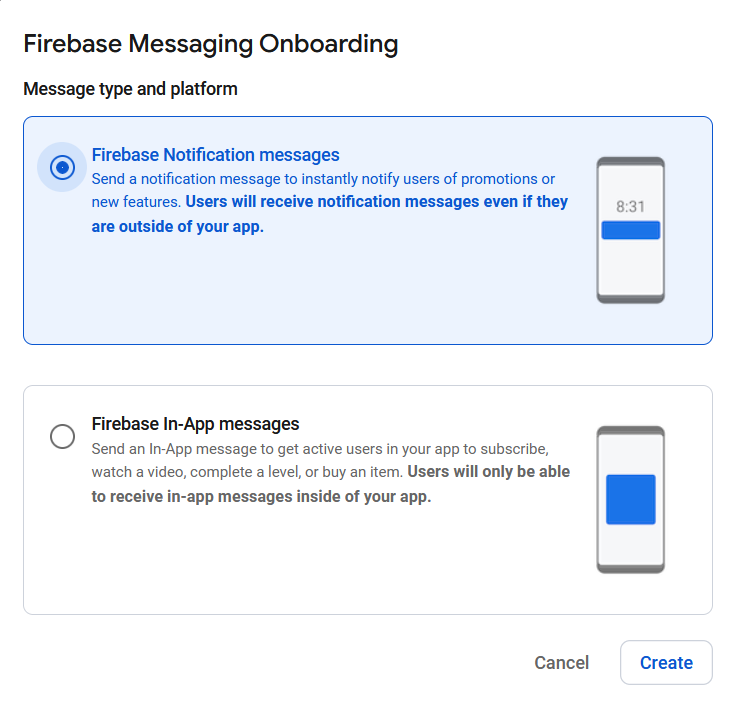 Firebase Messaging Onboarding
Message type and platform
Firebase Notification messages
Send a notification message to instantly notify users of promotions or
new features. Users will receive notification messages even if they
are outside of your app.
8:31
Firebase In-App messages
Send an In-App message to get active users in your app to subscribe,
watch a video, complete a level, or buy an item. Users will only be able
to receive in-app messages inside of your app.
Cancel
Create